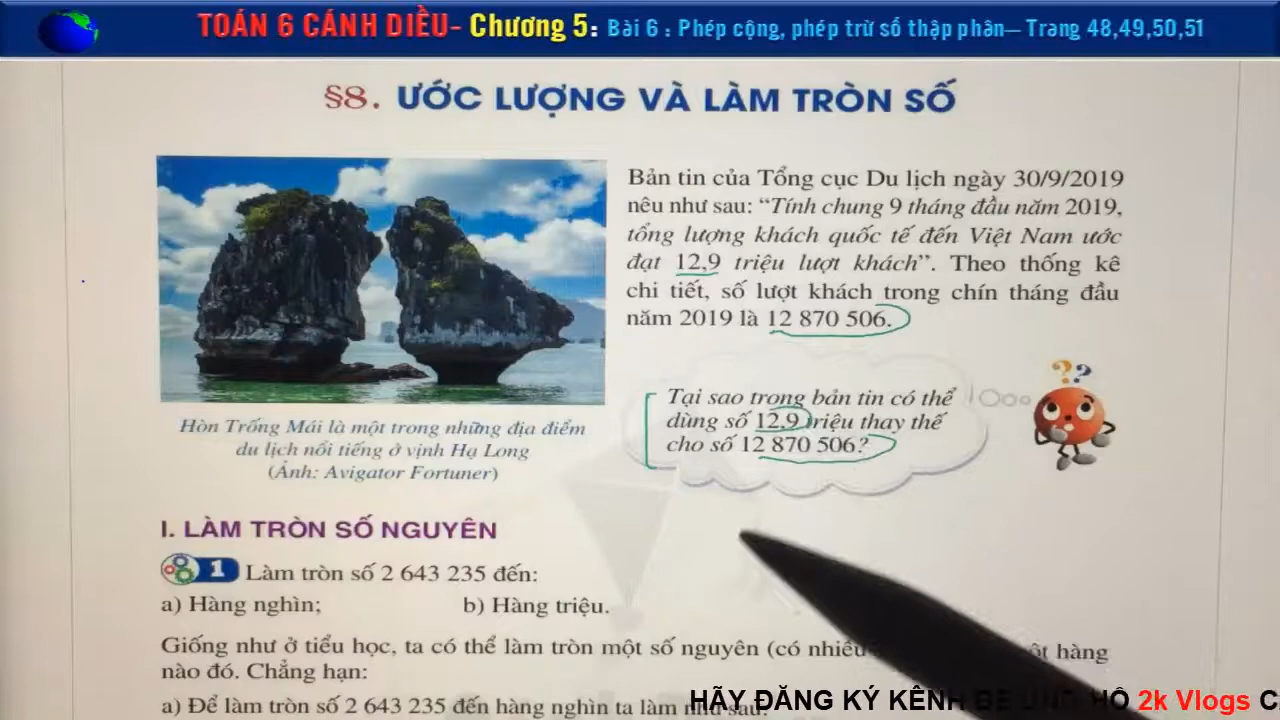 TOÁN 6 CÁNH DIỀU- Chương 5: Bài 6 : Phép cộng, phép trừ số thập phân– Trang 48,49,50,51
§8. ƯỚC LƯỢNG VÀ LÀM TRÒN SỐ
Bản tin của Tổng cục Du lịch ngày 30/9/2019
nêu như sau: “Tính chung 9 tháng đầu năm 2019,
tổng lượng khách quốc tế đến Việt Nam ước
đạt 12,9 triệu lượt khách”. Theo thống kê
chi tiết, số lượt khách trong chín tháng đầu
năm 2019 là 12 870 506.
Tại sao trong bản tin có thể
dùng số 12,9 triệu thay thế
cho số 12 870 506?
??
Hòn Trống Mái là một trong những địa điểm
du lịch nổi tiếng ở vịnh Hạ Long
(Ảnh: Avigator Fortuner)
I. LÀM TRÒN SỐ NGUYÊN
1 Làm tròn số 2 643 235 đến:
a) Hàng nghìn; b) Hàng triệu.
Giống như ở tiểu học, ta có thể làm tròn một số nguyên (có nhiều hàng
nào đó. Chẳng hạn:
a) Để làm tròn số 2 643 235 đến hàng nghìn ta làm như sau:
HÃY ĐĂNG KÝ KÊNH ĐỂ ỦNG HỘ 2k Vlogs